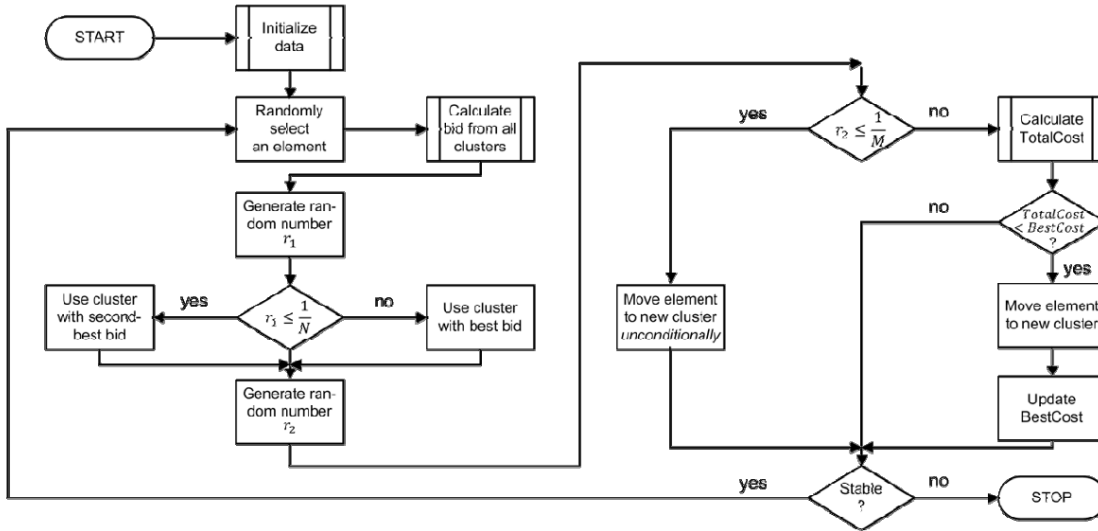 START
Initialize
data
Randomly
select
an element
Calculate
bid from all
clusters
Generate ran-
dom number
r₁
yes
r₁ ≤ 1/N
no
Use cluster
with second-
best bid
Use cluster
with best bid
Generate ran-
dom number
r₂
yes
r₂ ≤ 1/M
no
Calculate
TotalCost
no
TotalCost
< BestCost
?
yes
Move element
to new cluster
unconditionally
Move element
to new cluster
Update
BestCost
yes
Stable
?
no
STOP